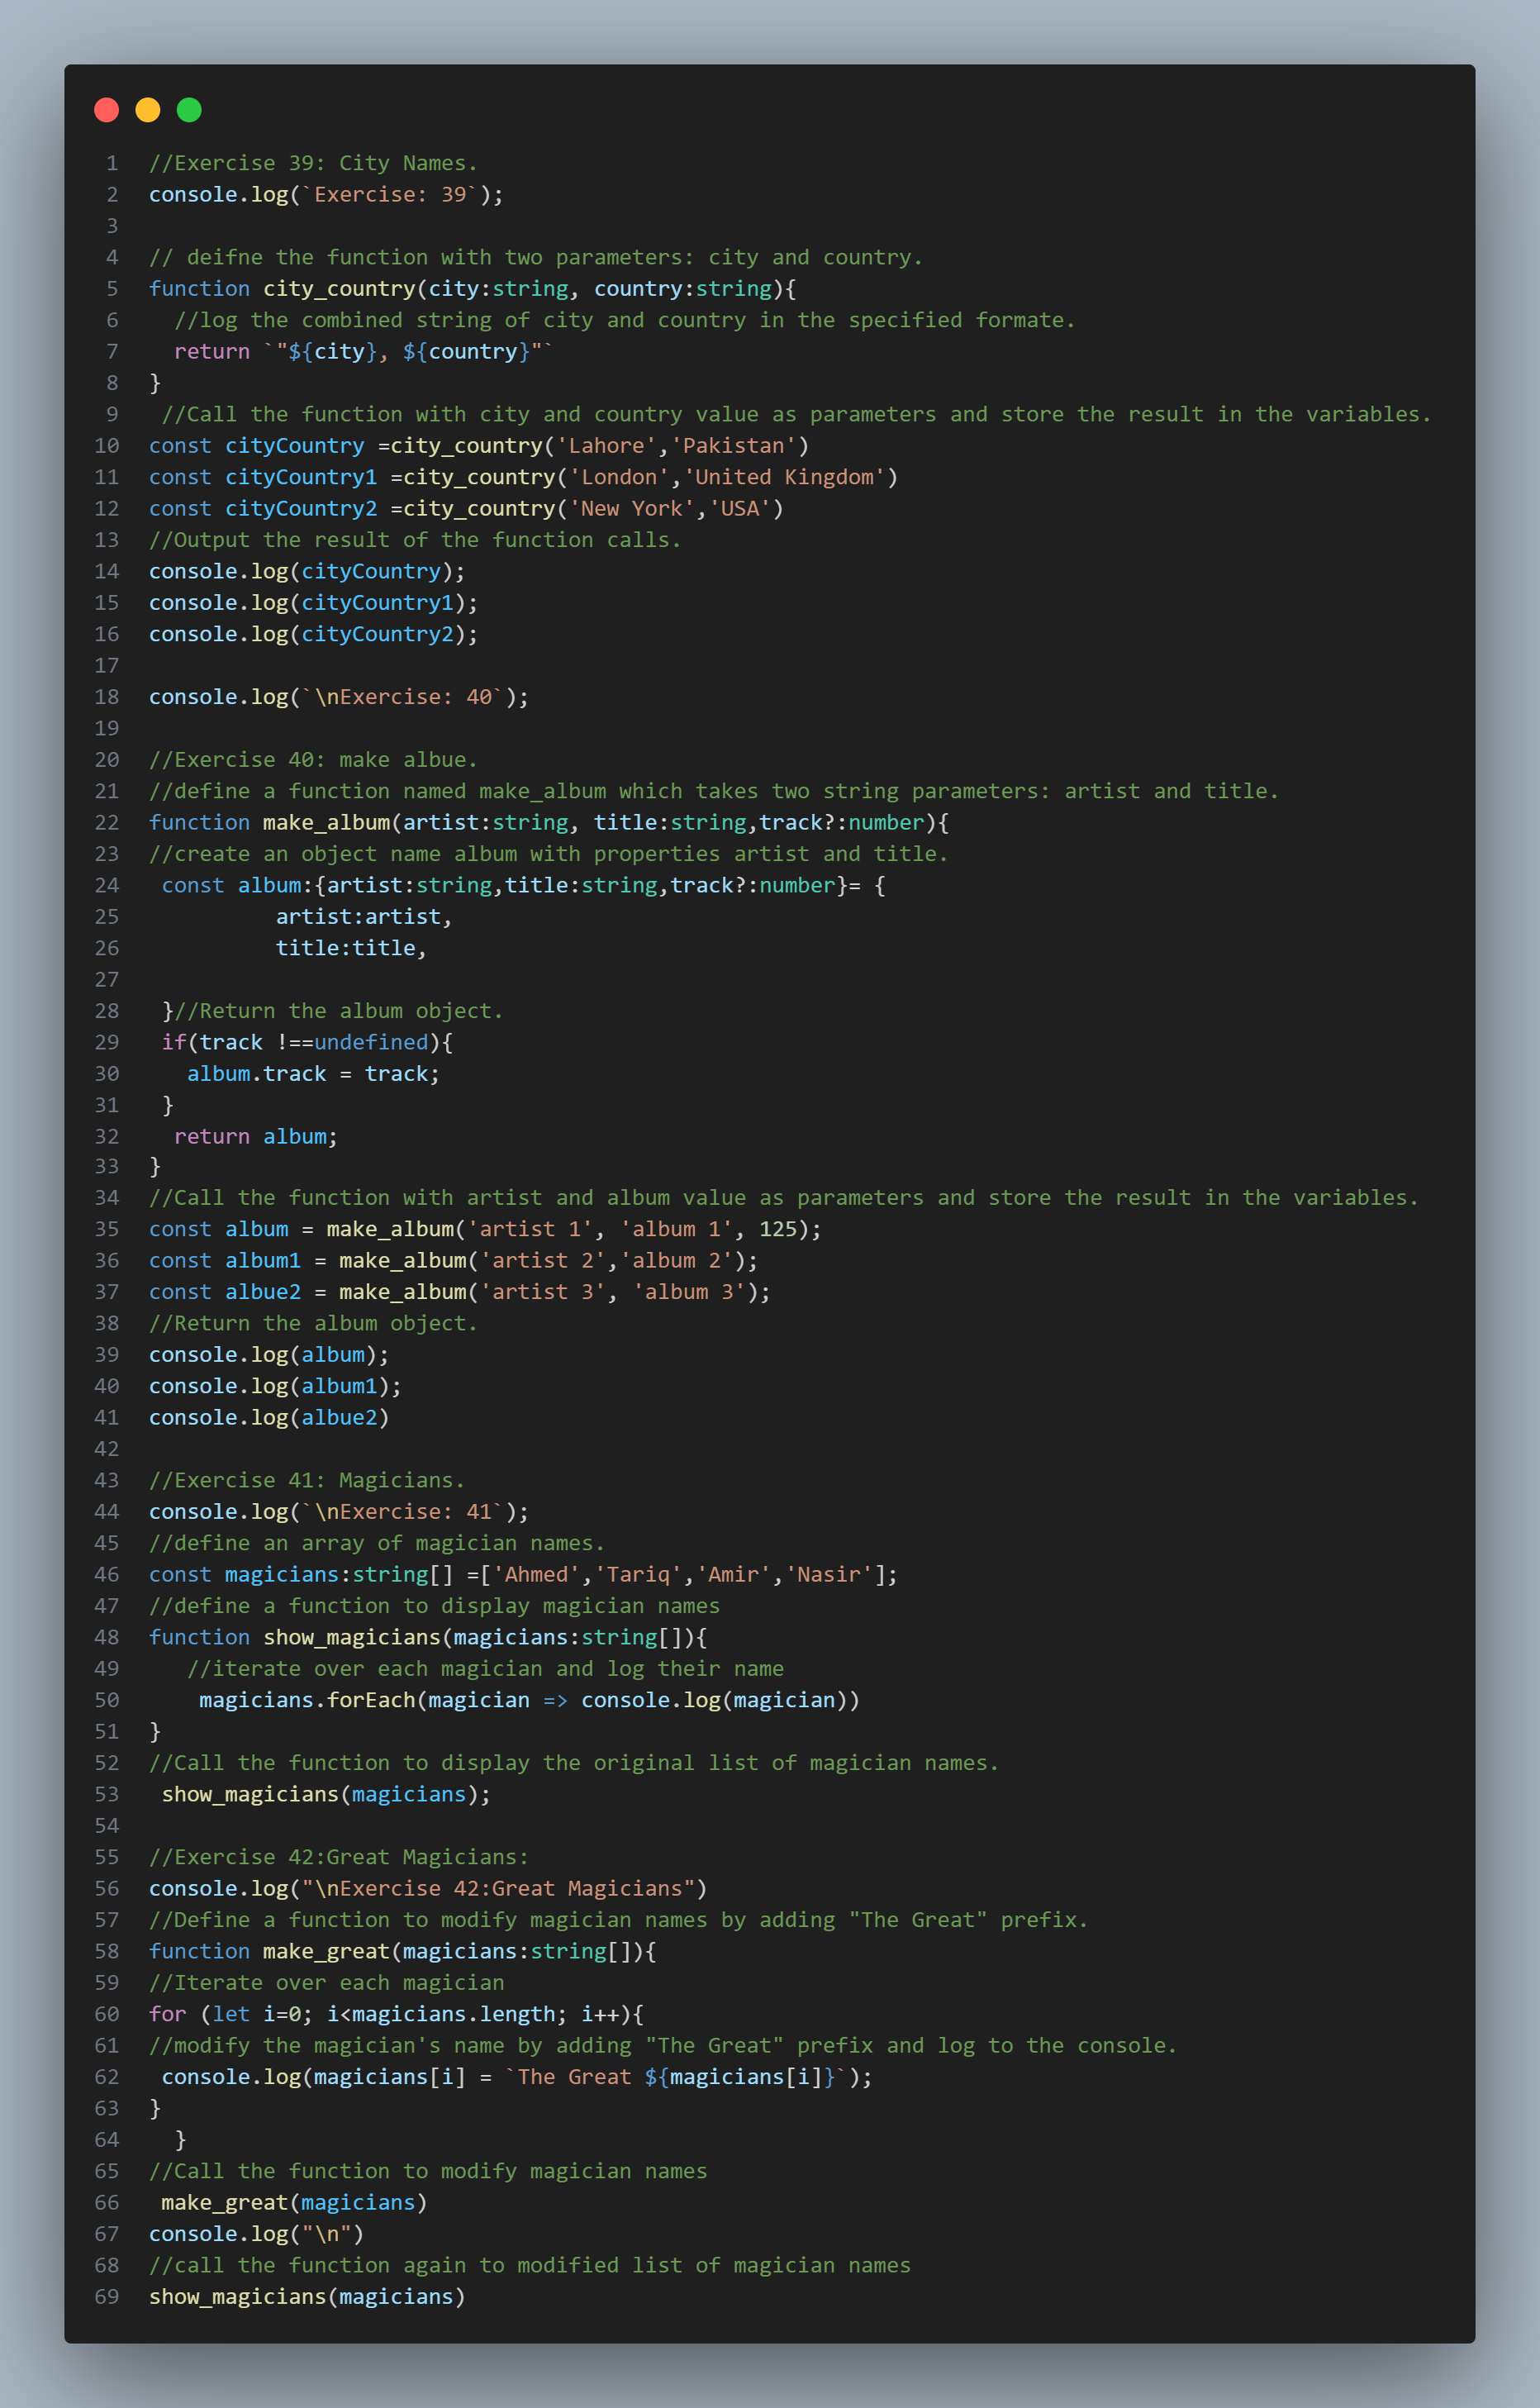 1 //Exercise 39: City Names.
2 console.log(`Exercise: 39`);
3
4 // deifne the function with two parameters: city and country.
5 function city_country(city:string, country:string){
6   //log the combined string of city and country in the specified formate.
7   return `"${city}, ${country}"`
8 }
9  //Call the function with city and country value as parameters and store the result in the variables.
10 const cityCountry =city_country('Lahore','Pakistan')
11 const cityCountry1 =city_country('London','United Kingdom')
12 const cityCountry2 =city_country('New York','USA')
13 //Output the result of the function calls.
14 console.log(cityCountry);
15 console.log(cityCountry1);
16 console.log(cityCountry2);
17
18 console.log(`\nExercise: 40`);
19
20 //Exercise 40: make albue.
21 //define a function named make_album which takes two string parameters: artist and title.
22 function make_album(artist:string, title:string,track?:number){
23 //create an object name album with properties artist and title.
24  const album:{artist:string,title:string,track?:number}= {
25           artist:artist,
26           title:title,
27
28  }//Return the album object.
29  if(track !==undefined){
30    album.track = track;
31  }
32   return album;
33 }
34 //Call the function with artist and album value as parameters and store the result in the variables.
35 const album = make_album('artist 1', 'album 1', 125);
36 const album1 = make_album('artist 2','album 2');
37 const albue2 = make_album('artist 3', 'album 3');
38 //Return the album object.
39 console.log(album);
40 console.log(album1);
41 console.log(albue2)
42
43 //Exercise 41: Magicians.
44 console.log(`\nExercise: 41`);
45 //define an array of magician names.
46 const magicians:string[] =['Ahmed','Tariq','Amir','Nasir'];
47 //define a function to display magician names
48 function show_magicians(magicians:string[]){
49    //iterate over each magician and log their name
50     magicians.forEach(magician => console.log(magician))
51 }
52 //Call the function to display the original list of magician names.
53  show_magicians(magicians);
54
55 //Exercise 42:Great Magicians:
56 console.log("\nExercise 42:Great Magicians")
57 //Define a function to modify magician names by adding "The Great" prefix.
58 function make_great(magicians:string[]){
59 //Iterate over each magician
60 for (let i=0; i<magicians.length; i++){
61 //modify the magician's name by adding "The Great" prefix and log to the console.
62  console.log(magicians[i] = `The Great ${magicians[i]}`);
63 }
64   }
65 //Call the function to modify magician names
66  make_great(magicians)
67 console.log("\n")
68 //call the function again to modified list of magician names
69 show_magicians(magicians)